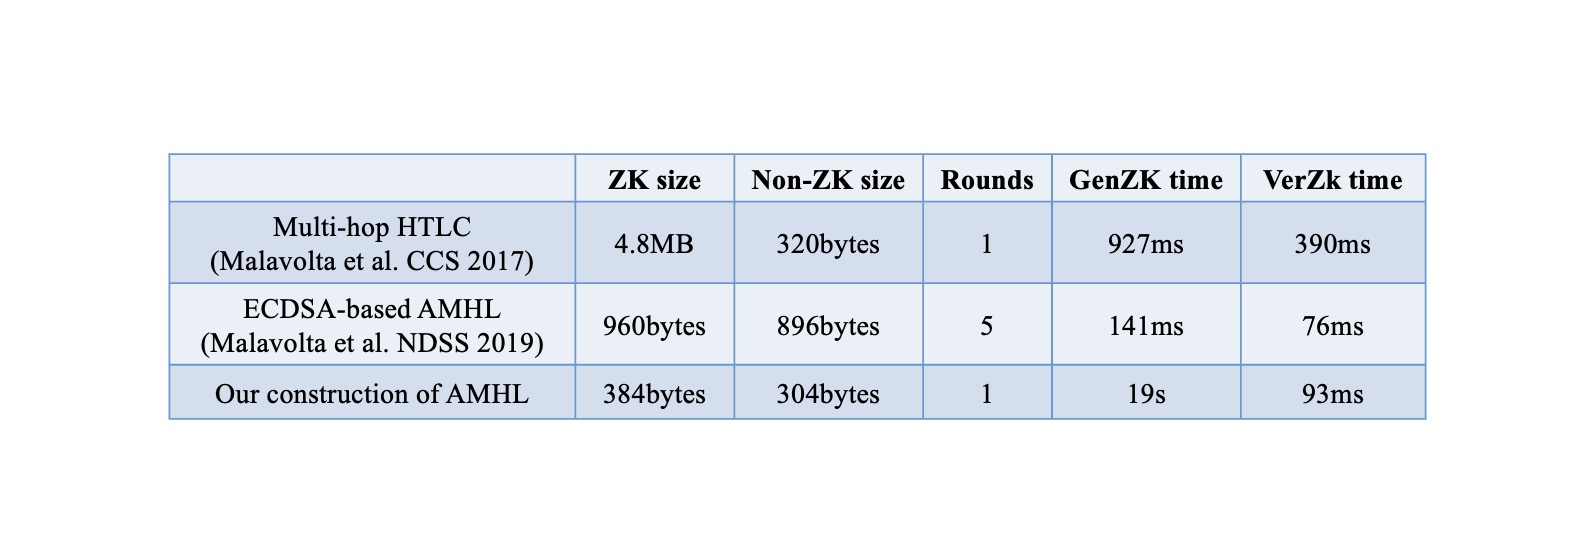 ZK size Non-ZK size Rounds GenZK time VerZk time
Multi-hop HTLC
(Malavolta et al. CCS 2017)
4.8MB 320bytes 1 927ms 390ms
ECDSA-based AMHL
(Malavolta et al. NDSS 2019)
960bytes 896bytes 5 141ms 76ms
Our construction of AMHL 384bytes 304bytes 1 19s 93ms